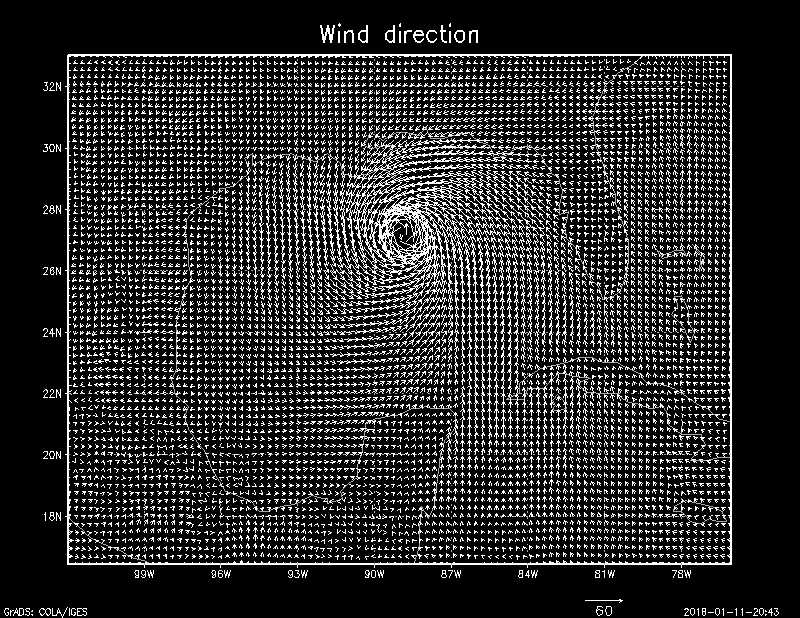 Wind direction
32N
30N
28N
26N
24N
22N
20N
18N
99W 96W 93W 90W 87W 84W 81W 78W
60
GrADS: COLA/IGES 2018-01-11-20:43